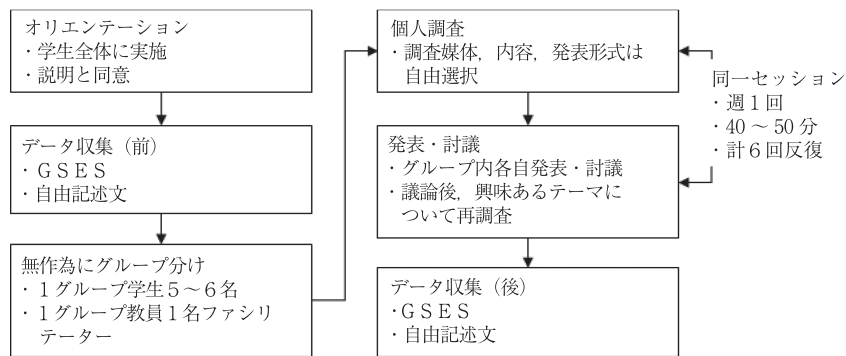 オリエンテーション
・学生全体に実施
・説明と同意
データ収集（前）
・ＧＳＥＳ
・自由記述文
無作為にグループ分け
・１グループ学生５～６名
・１グループ教員１名ファシリ
テーター
個人調査
・調査媒体，内容，発表形式は
自由選択
発表・討議
・グループ内各自発表・討議
・議論後，興味あるテーマに
ついて再調査
データ収集（後）
・ＧＳＥＳ
・自由記述文
同一セッション
・週１回
・40～50分
・計６回反復